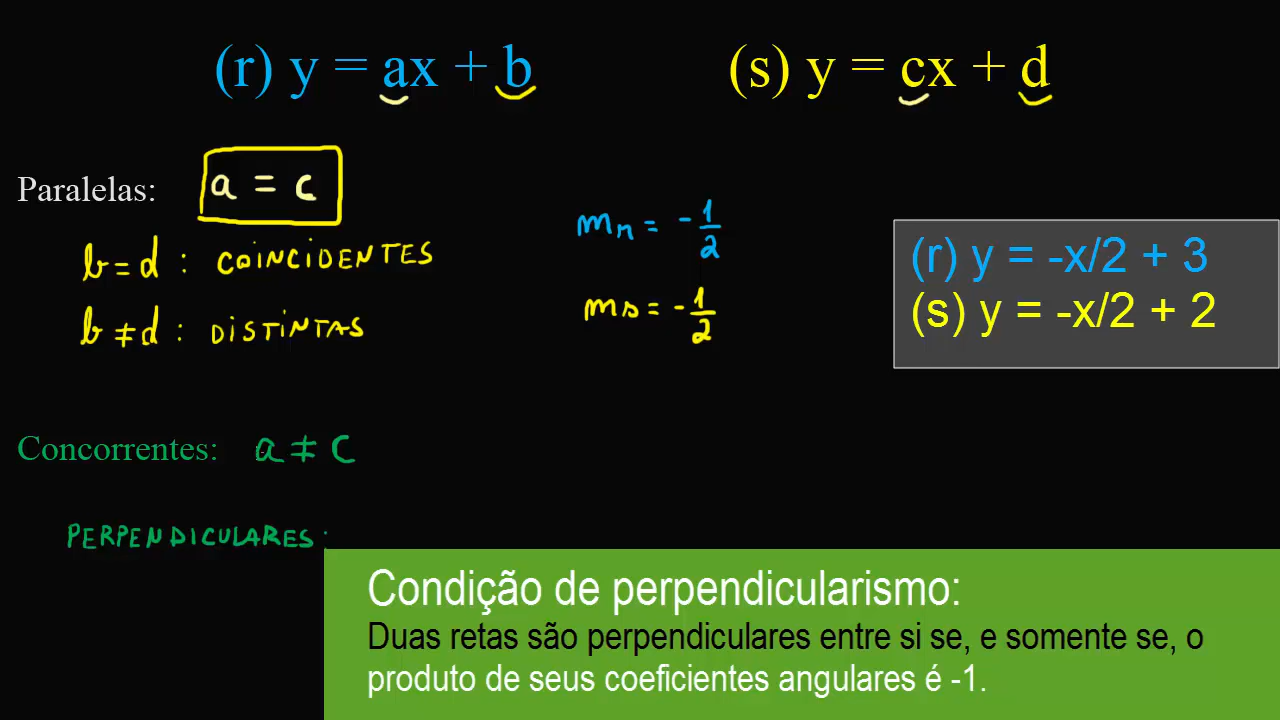 (r) y = ax + b
(s) y = cx + d
Paralelas: a = c
b = d : COINCIDENTES
b ≠ d : DISTINTAS
mr = - 1/2
ms = - 1/2
(r) y = -x/2 + 3
(s) y = -x/2 + 2
Concorrentes: a ≠ c
PERPENDICULARES:
Condição de perpendicularismo:
Duas retas são perpendiculares entre si se, e somente se, o
produto de seus coeficientes angulares é -1.